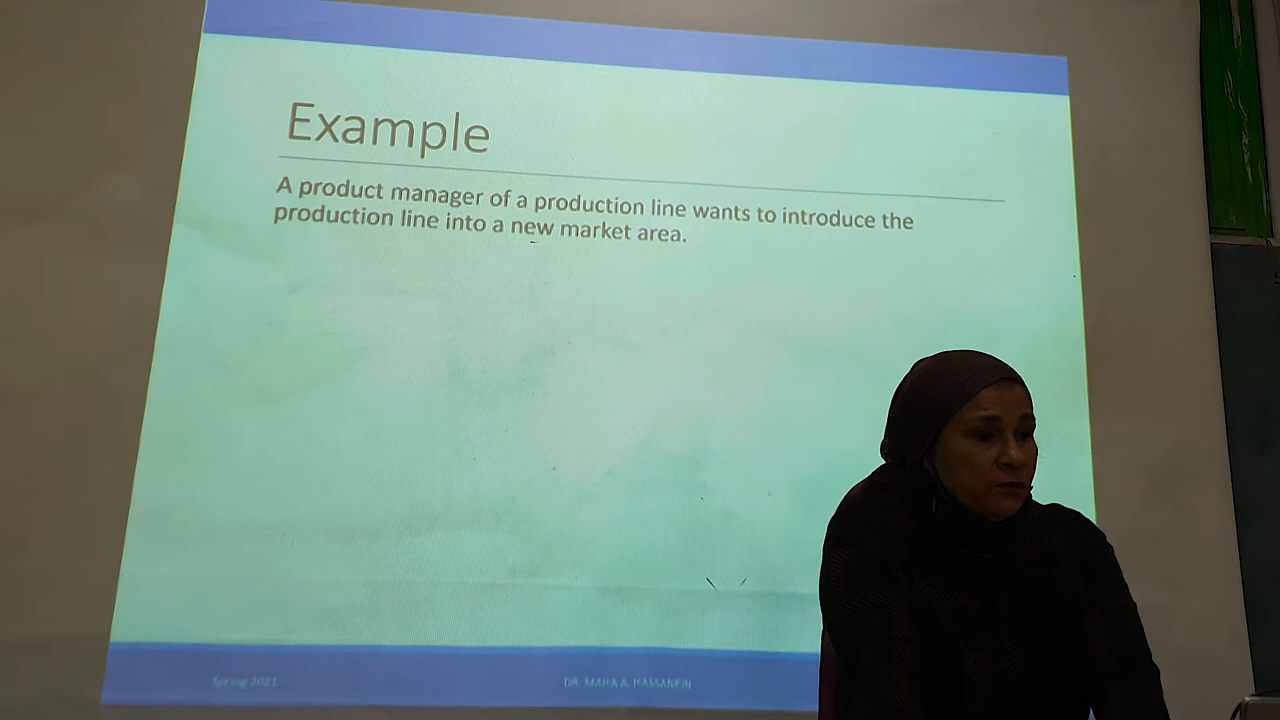 Example
A product manager of a production line wants to introduce the
production line into a new market area.
Spring 2021
DR. MAHA A. HASSANEIN